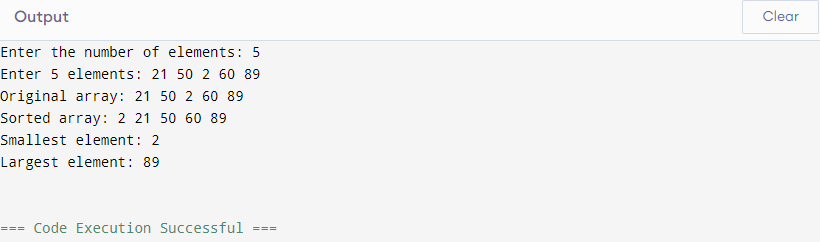 Output
Clear
Enter the number of elements: 5
Enter 5 elements: 21 50 2 60 89
Original array: 21 50 2 60 89
Sorted array: 2 21 50 60 89
Smallest element: 2
Largest element: 89
=== Code Execution Successful ===